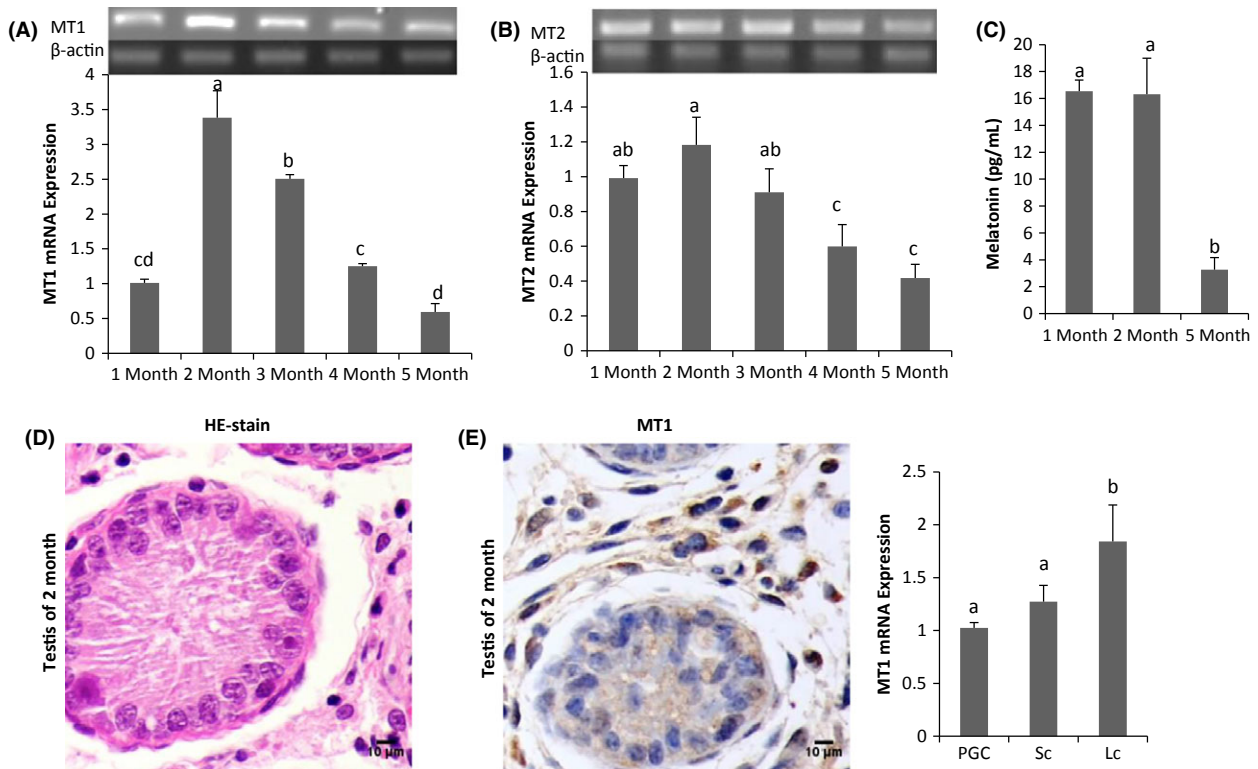 (A)
MT1
β-actin
MT1 mRNA Expression
4
3.5
3
2.5
2
1.5
1
0.5
0
cd
a
b
c
d
1 Month 2 Month 3 Month 4 Month 5 Month
(B)
MT2
β-actin
MT2 mRNA Expression
1.6
1.4
1.2
1
0.8
0.6
0.4
0.2
0
ab
a
ab
c
c
1 Month 2 Month 3 Month 4 Month 5 Month
(C)
Melatonin (pg/mL)
20
18
16
14
12
10
8
6
4
2
0
a
a
b
1 Month 2 Month 5 Month
(D)
HE-stain
Testis of 2 month
10 µm
(E)
MT1
Testis of 2 month
10 µm
MT1 mRNA Expression
2.5
2
1.5
1
0.5
0
a
a
b
PGC Sc Lc